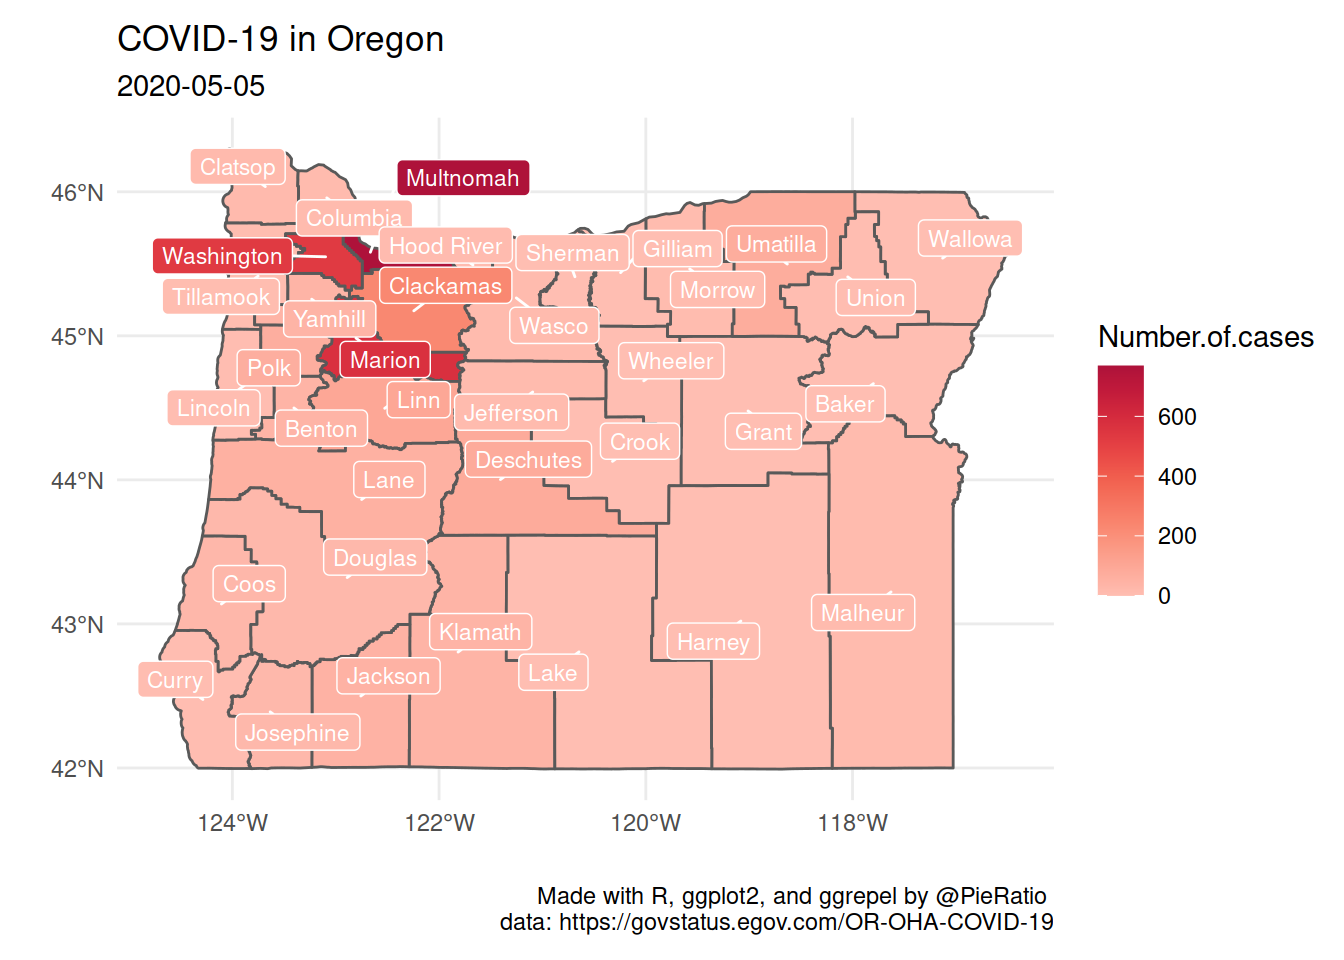 COVID-19 in Oregon
2020-05-05
46°N
45°N
44°N
43°N
42°N
124°W
122°W
120°W
118°W
Clatsop
Multnomah
Columbia
Washington
Hood River
Sherman
Gilliam
Umatilla
Wallowa
Tillamook
Clackamas
Morrow
Union
Yamhill
Wasco
Polk
Marion
Wheeler
Lincoln
Linn
Jefferson
Baker
Benton
Crook
Grant
Deschutes
Lane
Douglas
Coos
Malheur
Klamath
Harney
Curry
Jackson
Lake
Josephine
Number.of.cases
600
400
200
0
Made with R, ggplot2, and ggrepel by @PieRatio
data: https://govstatus.egov.com/OR-OHA-COVID-19